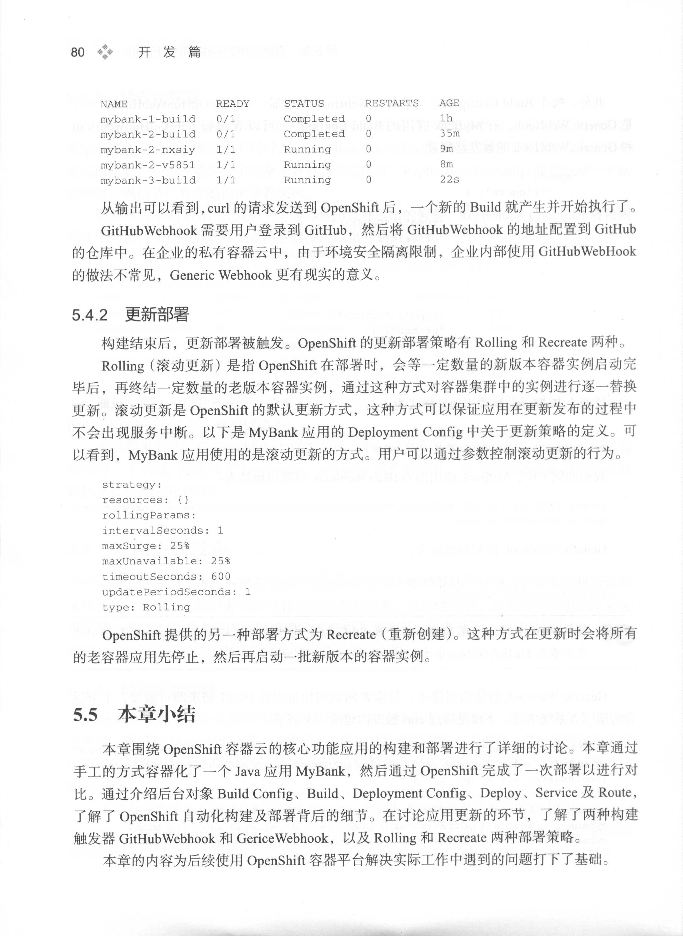 80 开 发 篇
NAME READY STATUS RESTARTS AGE
mybank-1-build 0/1 Completed 0 1h
mybank-2-build 0/1 Completed 0 35m
mybank-2-nxsiy 1/1 Running 0 9m
mybank-2-v5851 1/1 Running 0 8m
mybank-3-build 1/1 Running 0 22s
从输出可以看到，curl 的请求发送到 OpenShift 后，一个新的 Build 就产生并开始执行了。
GitHubWebhook 需要用户登录到 GitHub，然后将 GitHubWebhook 的地址配置到 GitHub
的仓库中。在企业的私有容器云中，由于环境安全隔离限制，企业内部使用 GitHubWebHook
的做法不常见，Generic Webhook 更有现实的意义。
5.4.2 更新部署
构建结束后，更新部署被触发。OpenShift 的更新部署策略有 Rolling 和 Recreate 两种。
Rolling（滚动更新）是指 OpenShift 在部署时，会等一定数量的新版本容器实例启动完
毕后，再终结一定数量的老版本容器实例，通过这种方式对容器集群中的实例进行逐一替换
更新。滚动更新是 OpenShift 的默认更新方式，这种方式可以保证应用在更新发布的过程中
不会出现服务中断。以下是 MyBank 应用的 Deployment Config 中关于更新策略的定义。可
以看到，MyBank 应用使用的是滚动更新的方式。用户可以通过参数控制滚动更新的行为。
strategy:
resources: {}
rollingParams:
intervalSeconds: 1
maxSurge: 25%
maxUnavailable: 25%
timeoutSeconds: 600
updatePeriodSeconds: 1
type: Rolling
OpenShift 提供的另一种部署方式为 Recreate（重新创建）。这种方式在更新时会将所有
的老容器应用先停止，然后再启动一批新版本的容器实例。
5.5 本章小结
本章围绕 OpenShift 容器云的核心功能应用的构建和部署进行了详细的讨论。本章通过
手工的方式容器化了一个 Java 应用 MyBank，然后通过 OpenShift 完成了一次部署以进行对
比。通过介绍后台对象 Build Config、Build、Deployment Config、Deploy、Service 及 Route，
了解了 OpenShift 自动化构建及部署背后的细节。在讨论应用更新的环节，了解了两种构建
触发器 GitHubWebhook 和 GericeWebhook，以及 Rolling 和 Recreate 两种部署策略。
本章的内容为后续使用 OpenShift 容器平台解决实际工作中遇到的问题打下了基础。